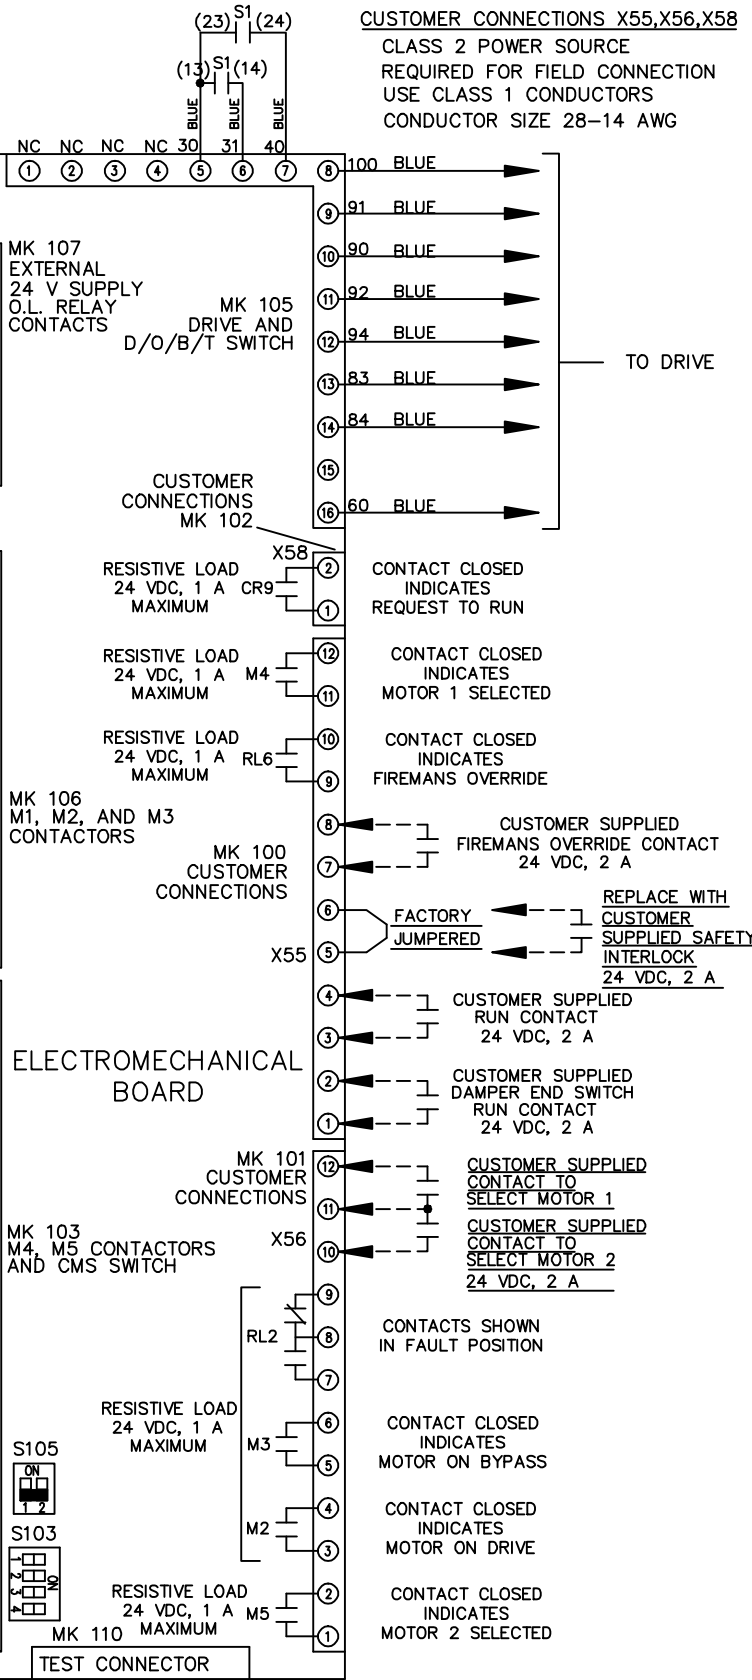 CUSTOMER CONNECTIONS X55,X56,X58
CLASS 2 POWER SOURCE
REQUIRED FOR FIELD CONNECTION
USE CLASS 1 CONDUCTORS
CONDUCTOR SIZE 28-14 AWG
(23) S1 (24)
(13) S1 (14)
BLUE BLUE BLUE
NC NC NC NC 30 31 40
1 2 3 4 5 6 7 8 100 BLUE
9 91 BLUE
10 90 BLUE
11 92 BLUE
12 94 BLUE
13 83 BLUE
14 84 BLUE
15
16 60 BLUE
TO DRIVE
MK 107
EXTERNAL
24 V SUPPLY
O.L. RELAY
CONTACTS
MK 105
DRIVE AND
D/O/B/T SWITCH
CUSTOMER
CONNECTIONS
MK 102
X58
RESISTIVE LOAD
24 VDC, 1 A
MAXIMUM
CR9
2
1
CONTACT CLOSED
INDICATES
REQUEST TO RUN
RESISTIVE LOAD
24 VDC, 1 A
MAXIMUM
M4
12
11
CONTACT CLOSED
INDICATES
MOTOR 1 SELECTED
RESISTIVE LOAD
24 VDC, 1 A
MAXIMUM
RL6
10
9
CONTACT CLOSED
INDICATES
FIREMANS OVERRIDE
MK 106
M1, M2, AND M3
CONTACTORS
MK 100
CUSTOMER
CONNECTIONS
8
7
CUSTOMER SUPPLIED
FIREMANS OVERRIDE CONTACT
24 VDC, 2 A
6
5
X55
FACTORY
JUMPERED
REPLACE WITH
CUSTOMER
SUPPLIED SAFETY
INTERLOCK
24 VDC, 2 A
4
3
CUSTOMER SUPPLIED
RUN CONTACT
24 VDC, 2 A
ELECTROMECHANICAL
BOARD
2
1
CUSTOMER SUPPLIED
DAMPER END SWITCH
RUN CONTACT
24 VDC, 2 A
MK 101
CUSTOMER
CONNECTIONS
X56
12
11
10
CUSTOMER SUPPLIED
CONTACT TO
SELECT MOTOR 1
CUSTOMER SUPPLIED
CONTACT TO
SELECT MOTOR 2
24 VDC, 2 A
MK 103
M4, M5 CONTACTORS
AND CMS SWITCH
RL2
9
8
7
CONTACTS SHOWN
IN FAULT POSITION
RESISTIVE LOAD
24 VDC, 1 A
MAXIMUM
M3
6
5
CONTACT CLOSED
INDICATES
MOTOR ON BYPASS
M2
4
3
CONTACT CLOSED
INDICATES
MOTOR ON DRIVE
S105
ON
1 2
S103
1
2
3
4
ON
RESISTIVE LOAD
24 VDC, 1 A
MAXIMUM
M5
2
1
CONTACT CLOSED
INDICATES
MOTOR 2 SELECTED
MK 110
TEST CONNECTOR